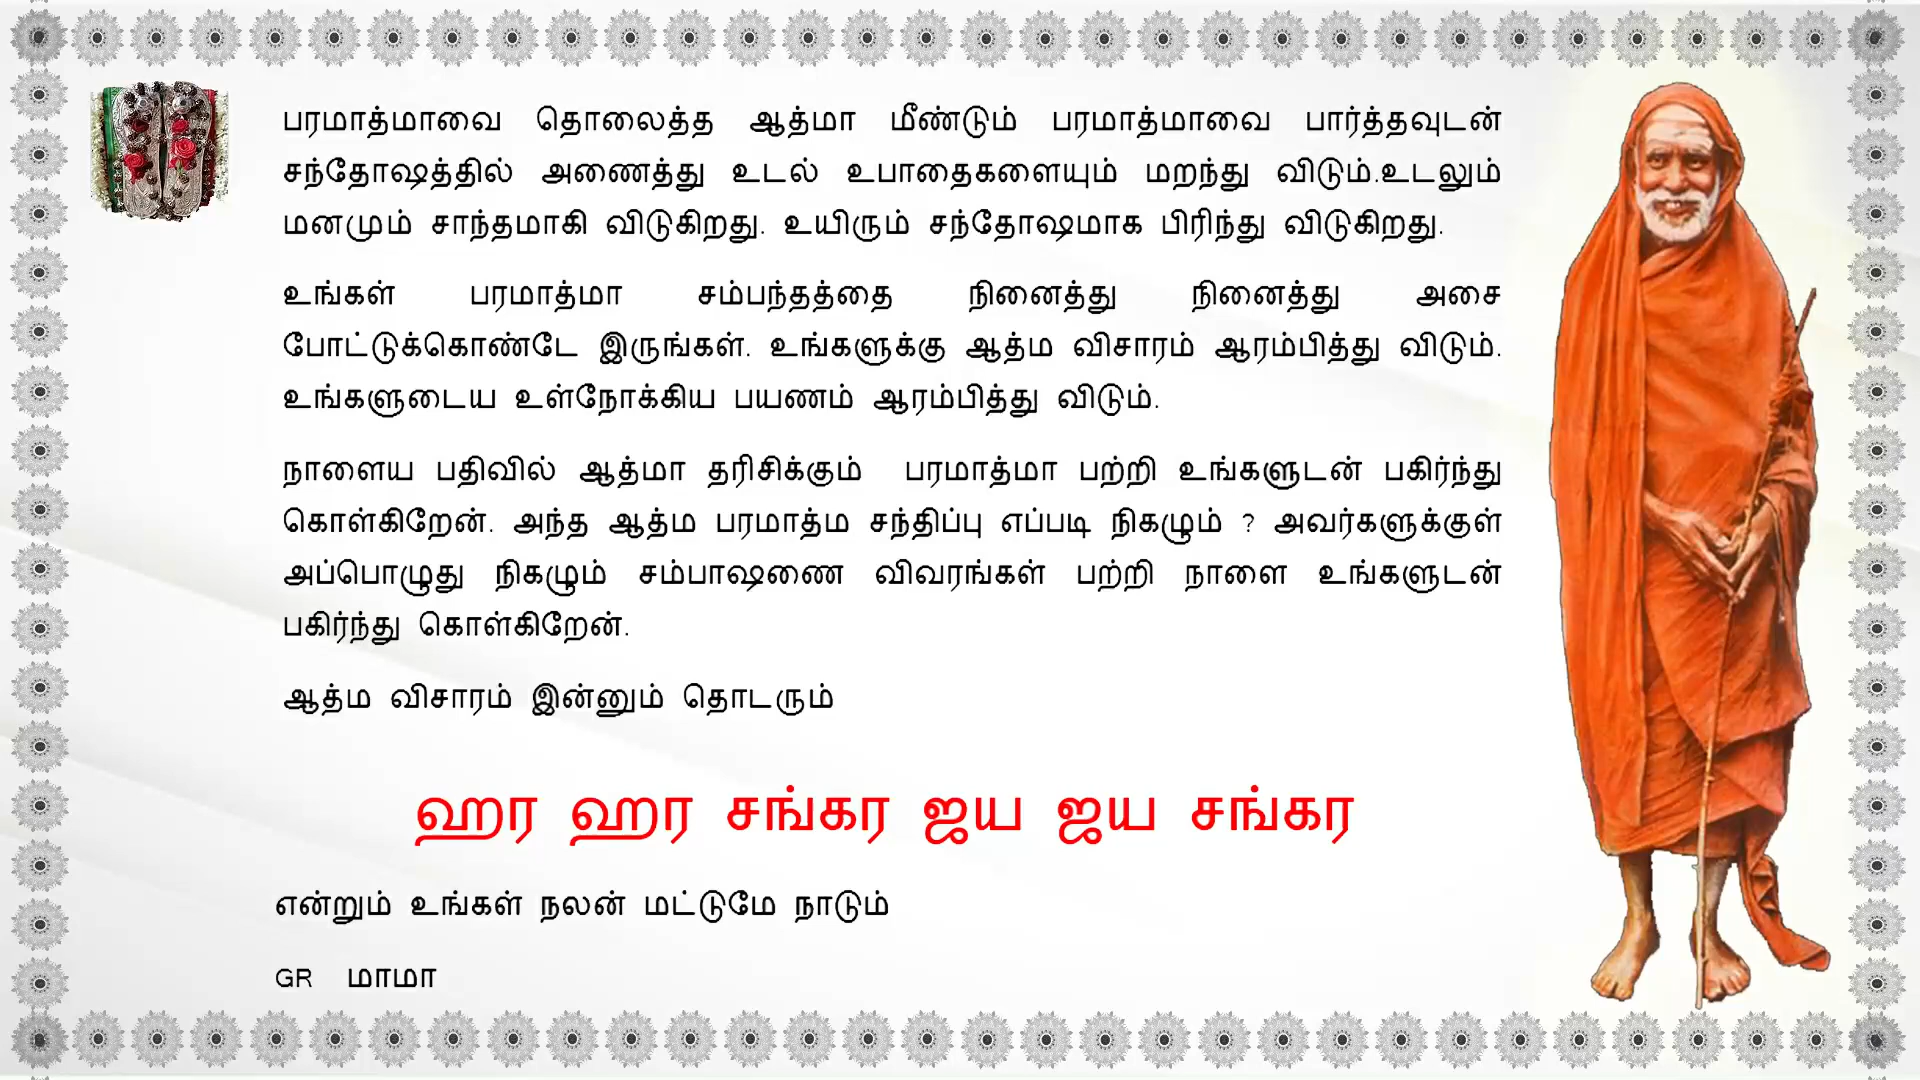 பரமாத்மாவை தொலைத்த ஆத்மா மீண்டும் பரமாத்மாவை பார்த்தவுடன்
சந்தோஷத்தில் அணைத்து உடல் உபாதைகளையும் மறந்து விடும்.உடலும்
மனமும் சாந்தமாகி விடுகிறது. உயிரும் சந்தோஷமாக பிரிந்து விடுகிறது.
உங்கள் பரமாத்மா சம்பந்தத்தை நினைத்து நினைத்து அசை
போட்டுக்கொண்டே இருங்கள். உங்களுக்கு ஆத்ம விசாரம் ஆரம்பித்து விடும்.
உங்களுடைய உள்நோக்கிய பயணம் ஆரம்பித்து விடும்.
நாளைய பதிவில் ஆத்மா தரிசிக்கும் பரமாத்மா பற்றி உங்களுடன் பகிர்ந்து
கொள்கிறேன். அந்த ஆத்ம பரமாத்ம சந்திப்பு எப்படி நிகழும் ? அவர்களுக்குள்
அப்பொழுது நிகழும் சம்பாஷணை விவரங்கள் பற்றி நாளை உங்களுடன்
பகிர்ந்து கொள்கிறேன்.
ஆத்ம விசாரம் இன்னும் தொடரும்
ஹர ஹர சங்கர ஜய ஜய சங்கர
என்றும் உங்கள் நலன் மட்டுமே நாடும்
GR மாமா